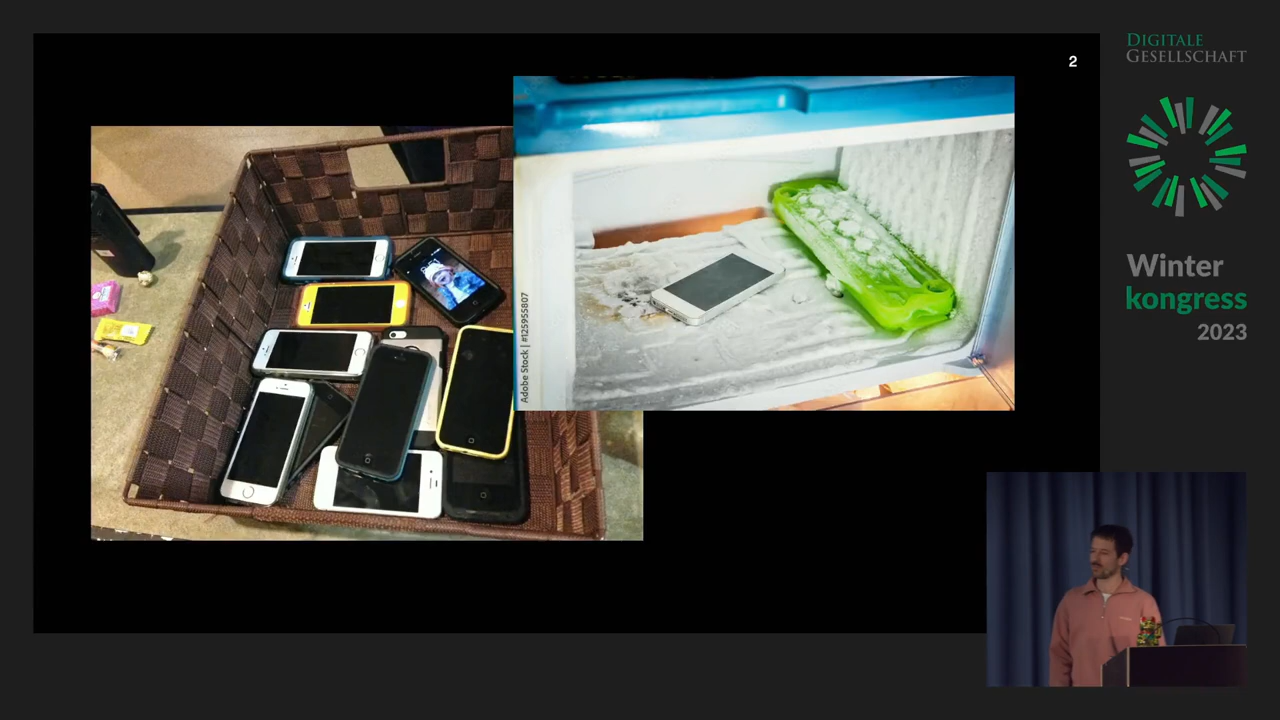 2
Adobe Stock | #125955807
DIGITALE
GESELLSCHAFT
Winter
kongress
2023